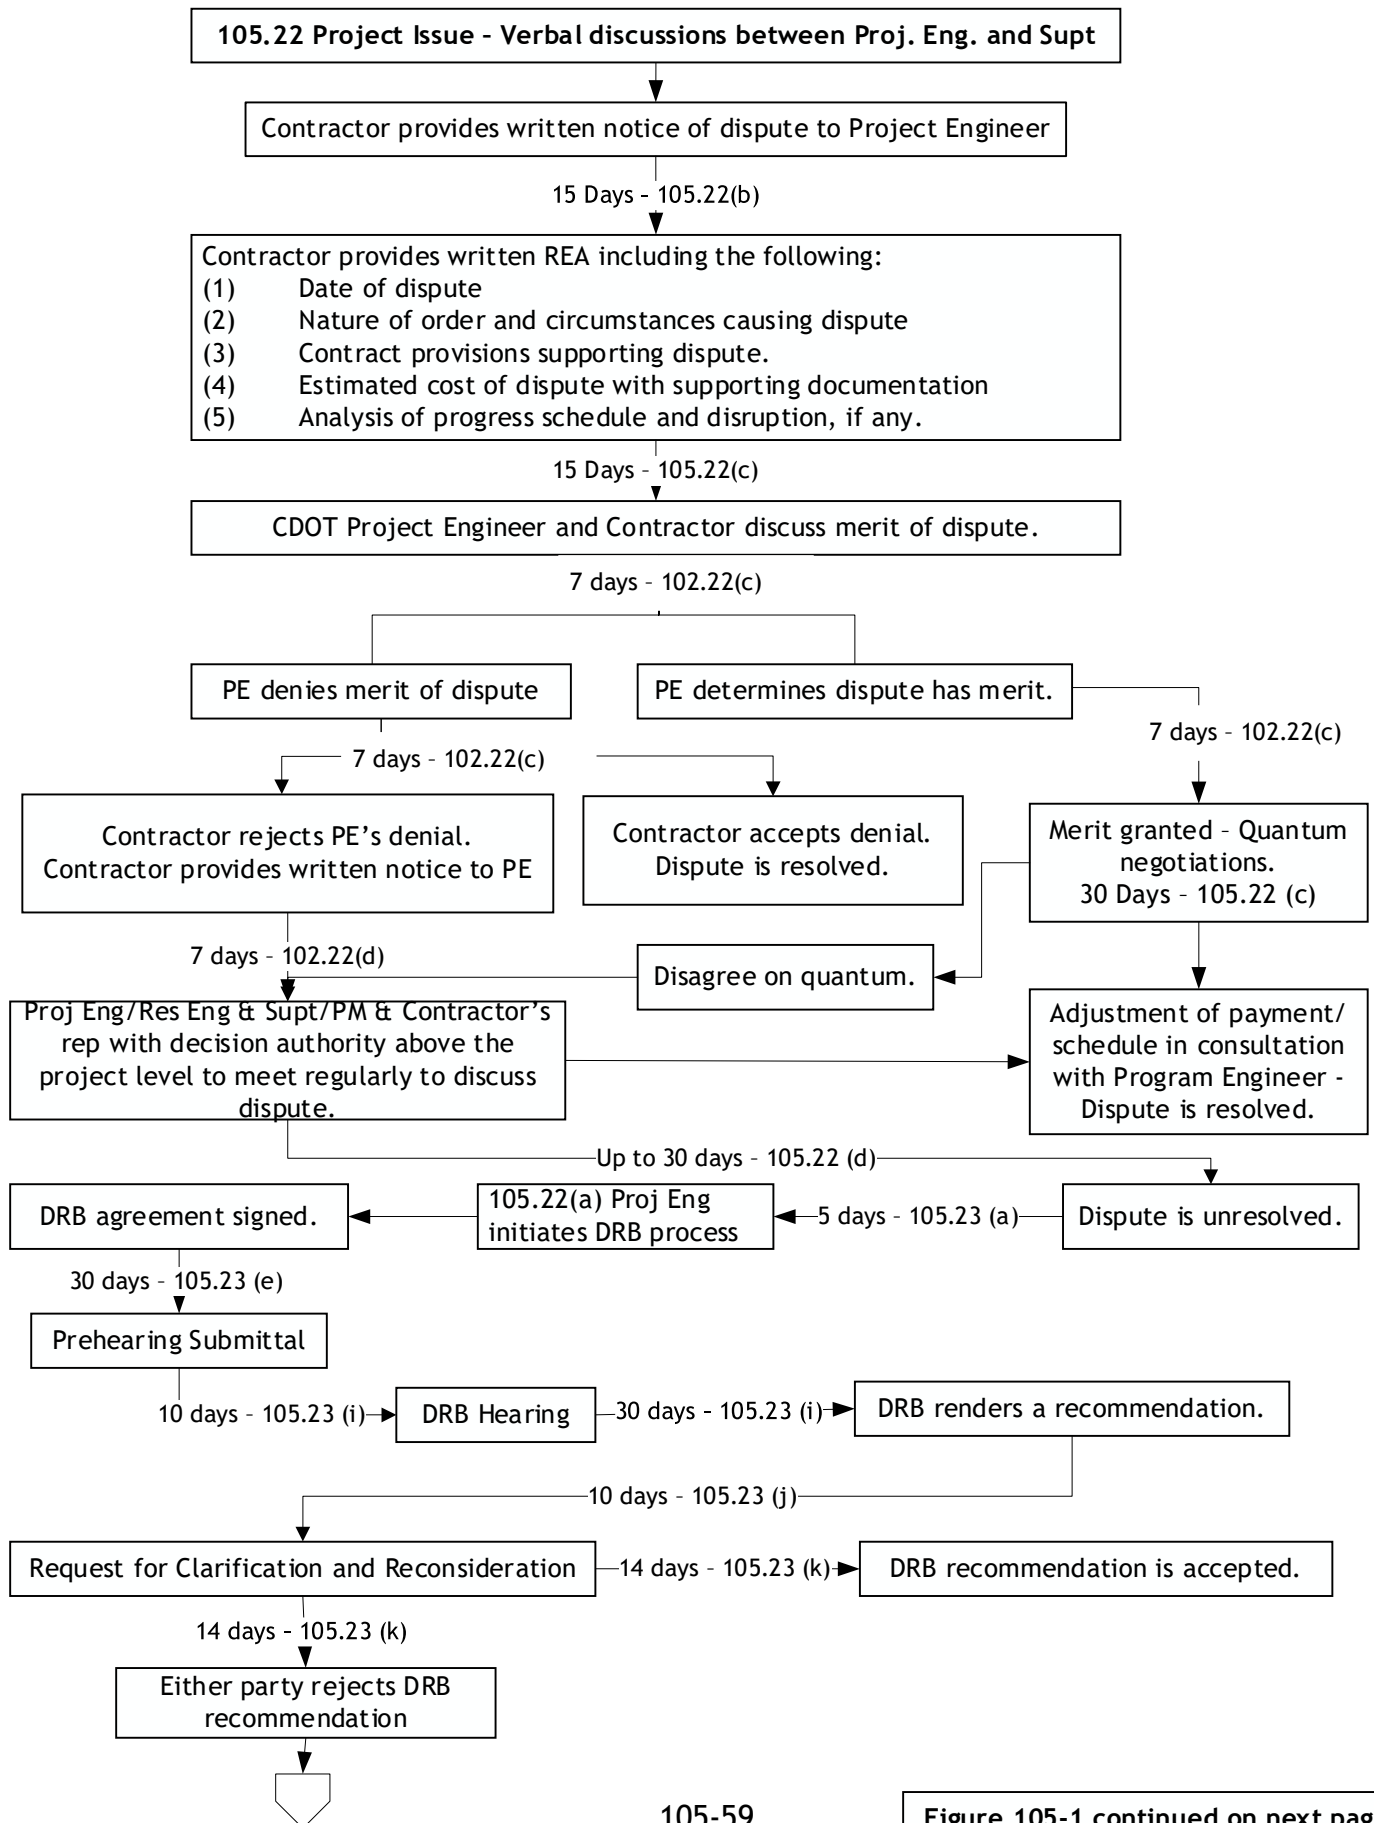 105.22 Project Issue – Verbal discussions between Proj. Eng. and Supt
Contractor provides written notice of dispute to Project Engineer
15 Days – 105.22(b)
Contractor provides written REA including the following:
(1) Date of dispute
(2) Nature of order and circumstances causing dispute
(3) Contract provisions supporting dispute.
(4) Estimated cost of dispute with supporting documentation
(5) Analysis of progress schedule and disruption, if any.
15 Days – 105.22(c)
CDOT Project Engineer and Contractor discuss merit of dispute.
7 days – 102.22(c)
PE denies merit of dispute
PE determines dispute has merit.
7 days – 102.22(c)
7 days – 102.22(c)
Contractor rejects PE’s denial.
Contractor provides written notice to PE
Contractor accepts denial.
Dispute is resolved.
Merit granted – Quantum
negotiations.
30 Days – 105.22 (c)
7 days – 102.22(d)
Disagree on quantum.
Proj Eng/Res Eng & Supt/PM & Contractor’s
rep with decision authority above the
project level to meet regularly to discuss
dispute.
Adjustment of payment/
schedule in consultation
with Program Engineer -
Dispute is resolved.
Up to 30 days – 105.22 (d)
DRB agreement signed.
105.22(a) Proj Eng
initiates DRB process
5 days – 105.23 (a)
Dispute is unresolved.
30 days – 105.23 (e)
Prehearing Submittal
10 days – 105.23 (i)
DRB Hearing
30 days – 105.23 (i)
DRB renders a recommendation.
10 days – 105.23 (j)
Request for Clarification and Reconsideration
14 days – 105.23 (k)
DRB recommendation is accepted.
14 days – 105.23 (k)
Either party rejects DRB
recommendation
105-59
Figure 105-1 continued on next pag